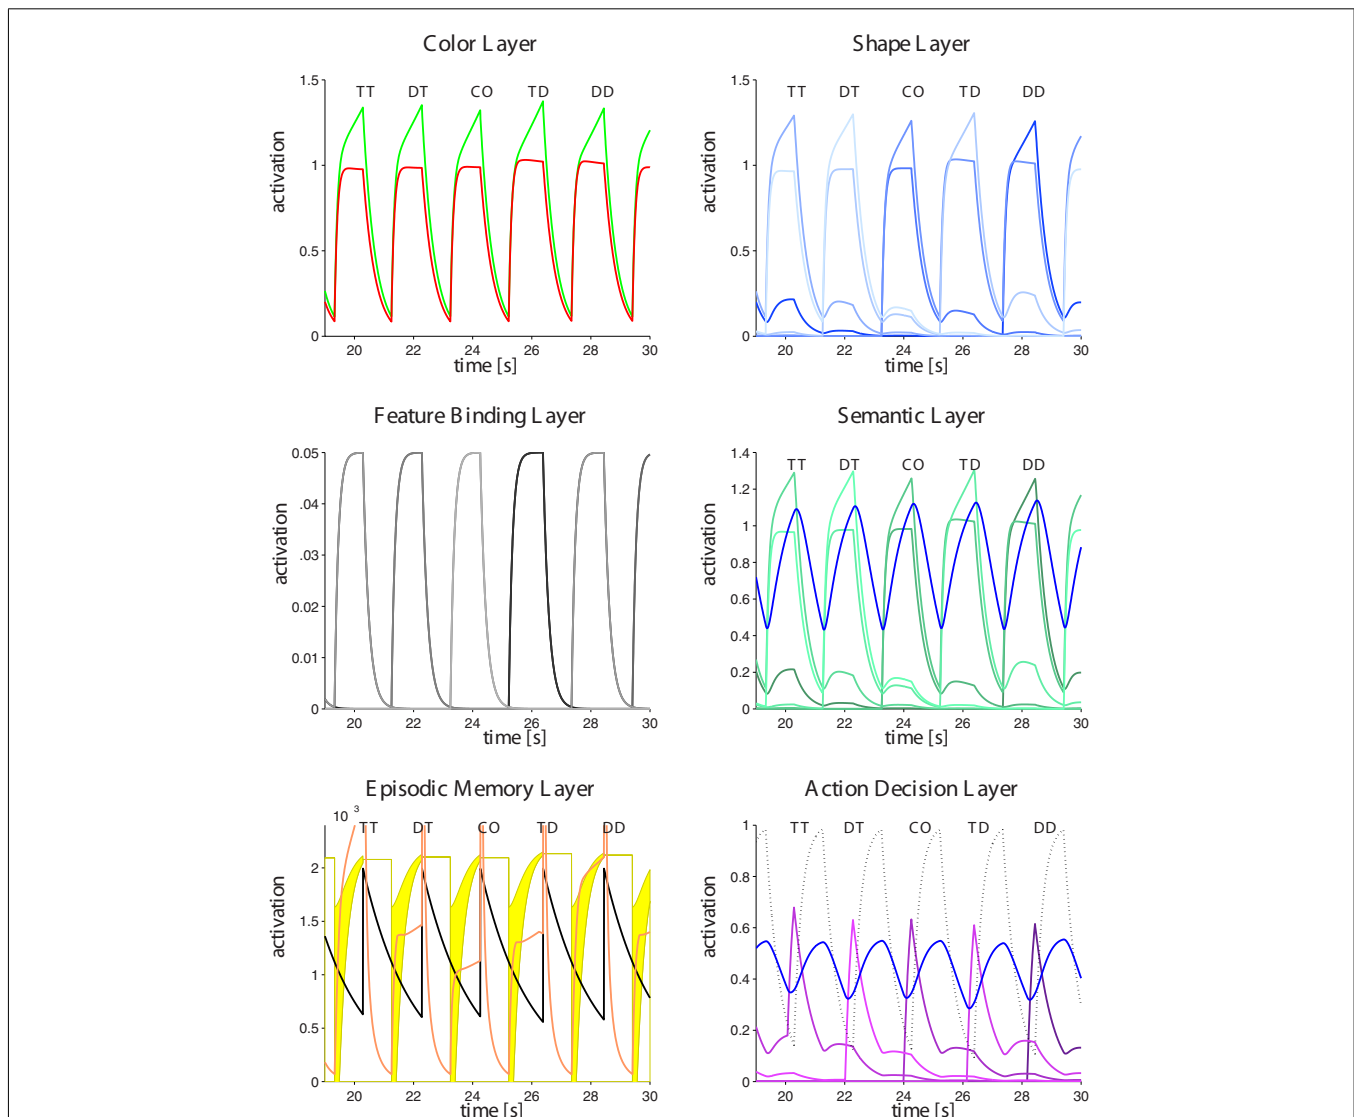 Color Layer
Shape Layer
1.5
TT DT CO TD DD
1
0.5
0
activation
20 22 24 26 28 30
time [s]
1.5
TT DT CO TD DD
1
0.5
0
activation
20 22 24 26 28 30
time [s]
Feature Binding Layer
Semantic Layer
0.05
.04
.03
0.02
0.01
0
activation
20 22 24 26 28 30
time [s]
1.4
TT DT CO TD DD
1.2
1
0.8
0.6
0.4
0.2
0
activation
20 22 24 26 28 30
time [s]
Episodic Memory Layer
Action Decision Layer
10 3
TT DT CO TD DD
2
1.5
1
0.5
0
activation
20 22 24 26 28 30
time [s]
1
TT DT CO TD DD
0.8
0.6
0.4
0.2
0
activation
20 22 24 26 28 30
time [s]